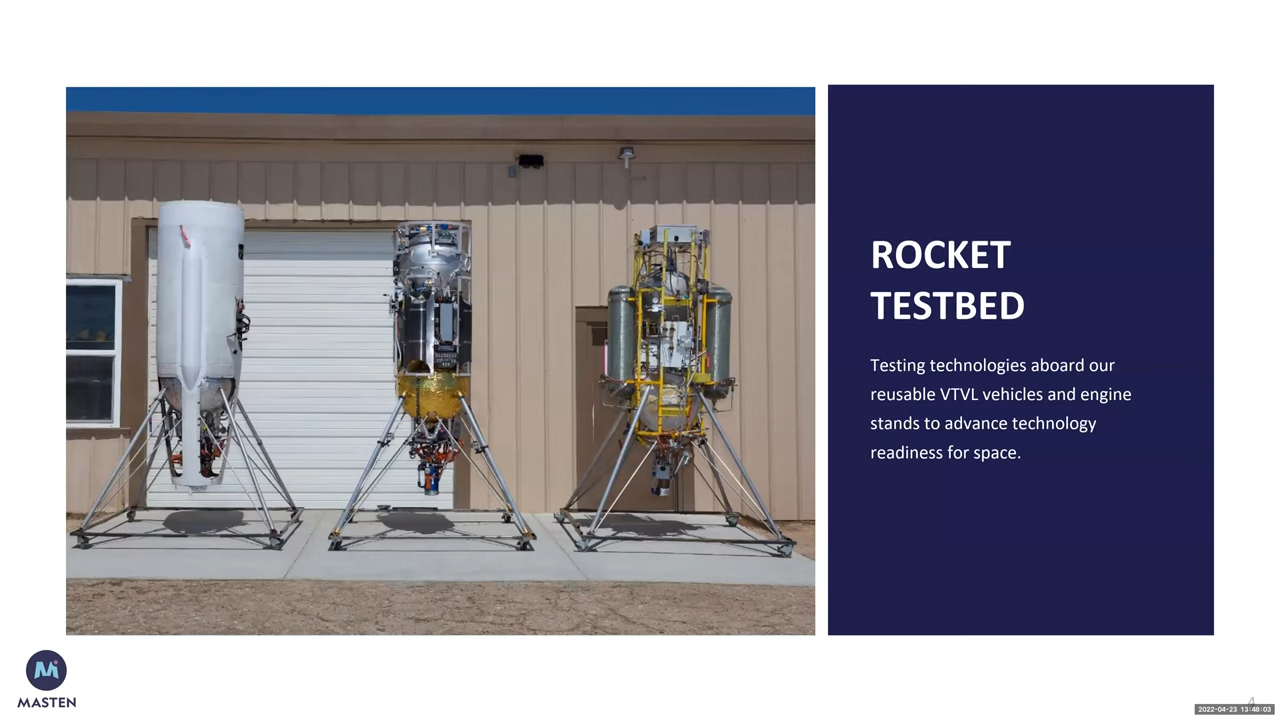 ROCKET
TESTBED
Testing technologies aboard our
reusable VTVL vehicles and engine
stands to advance technology
readiness for space.
MASTEN
4
2022-04-23 13:48:03